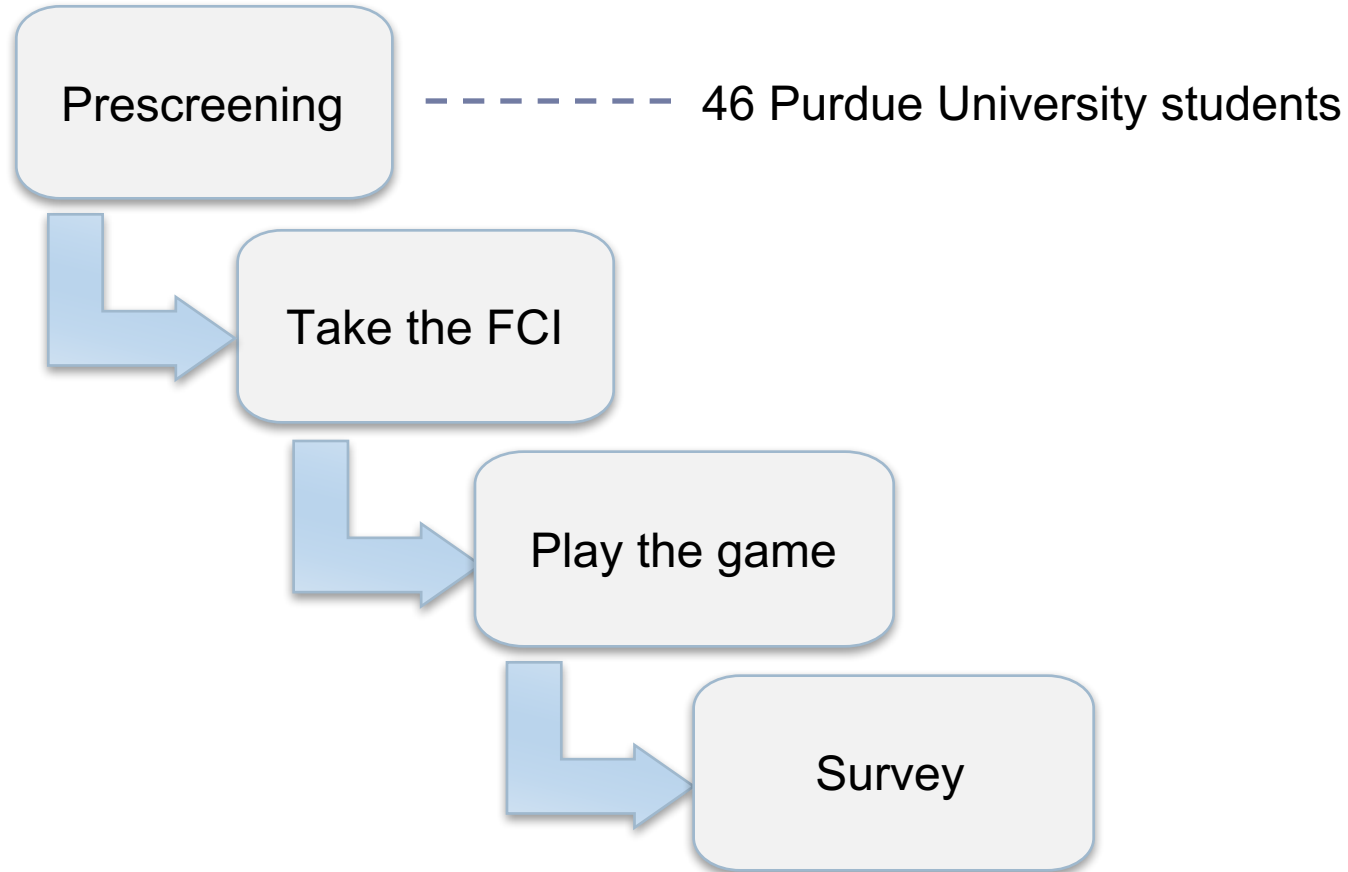 Prescreening
46 Purdue University students
Take the FCI
Play the game
Survey